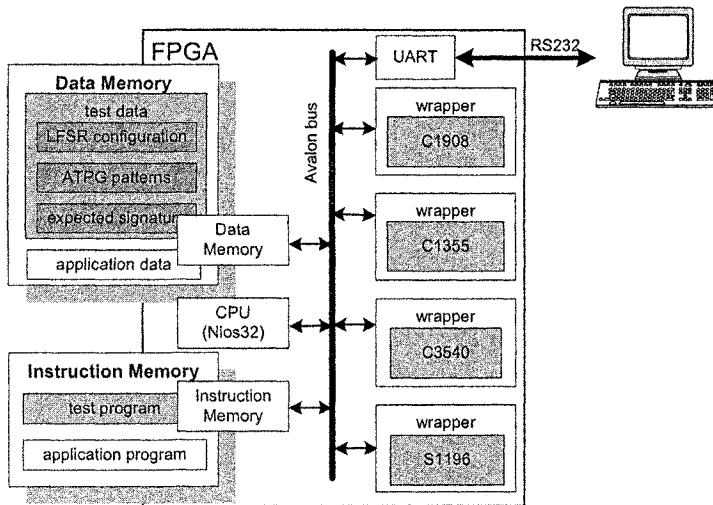 FPGA
UART
RS232
Data Memory
test data
LFSR configuration
ATPG patterns
expected signature
application data
Data
Memory
CPU
(Nios32)
Instruction Memory
test program
application program
Instruction
Memory
Avalon bus
wrapper
C1908
wrapper
C1355
wrapper
C3540
wrapper
S1196